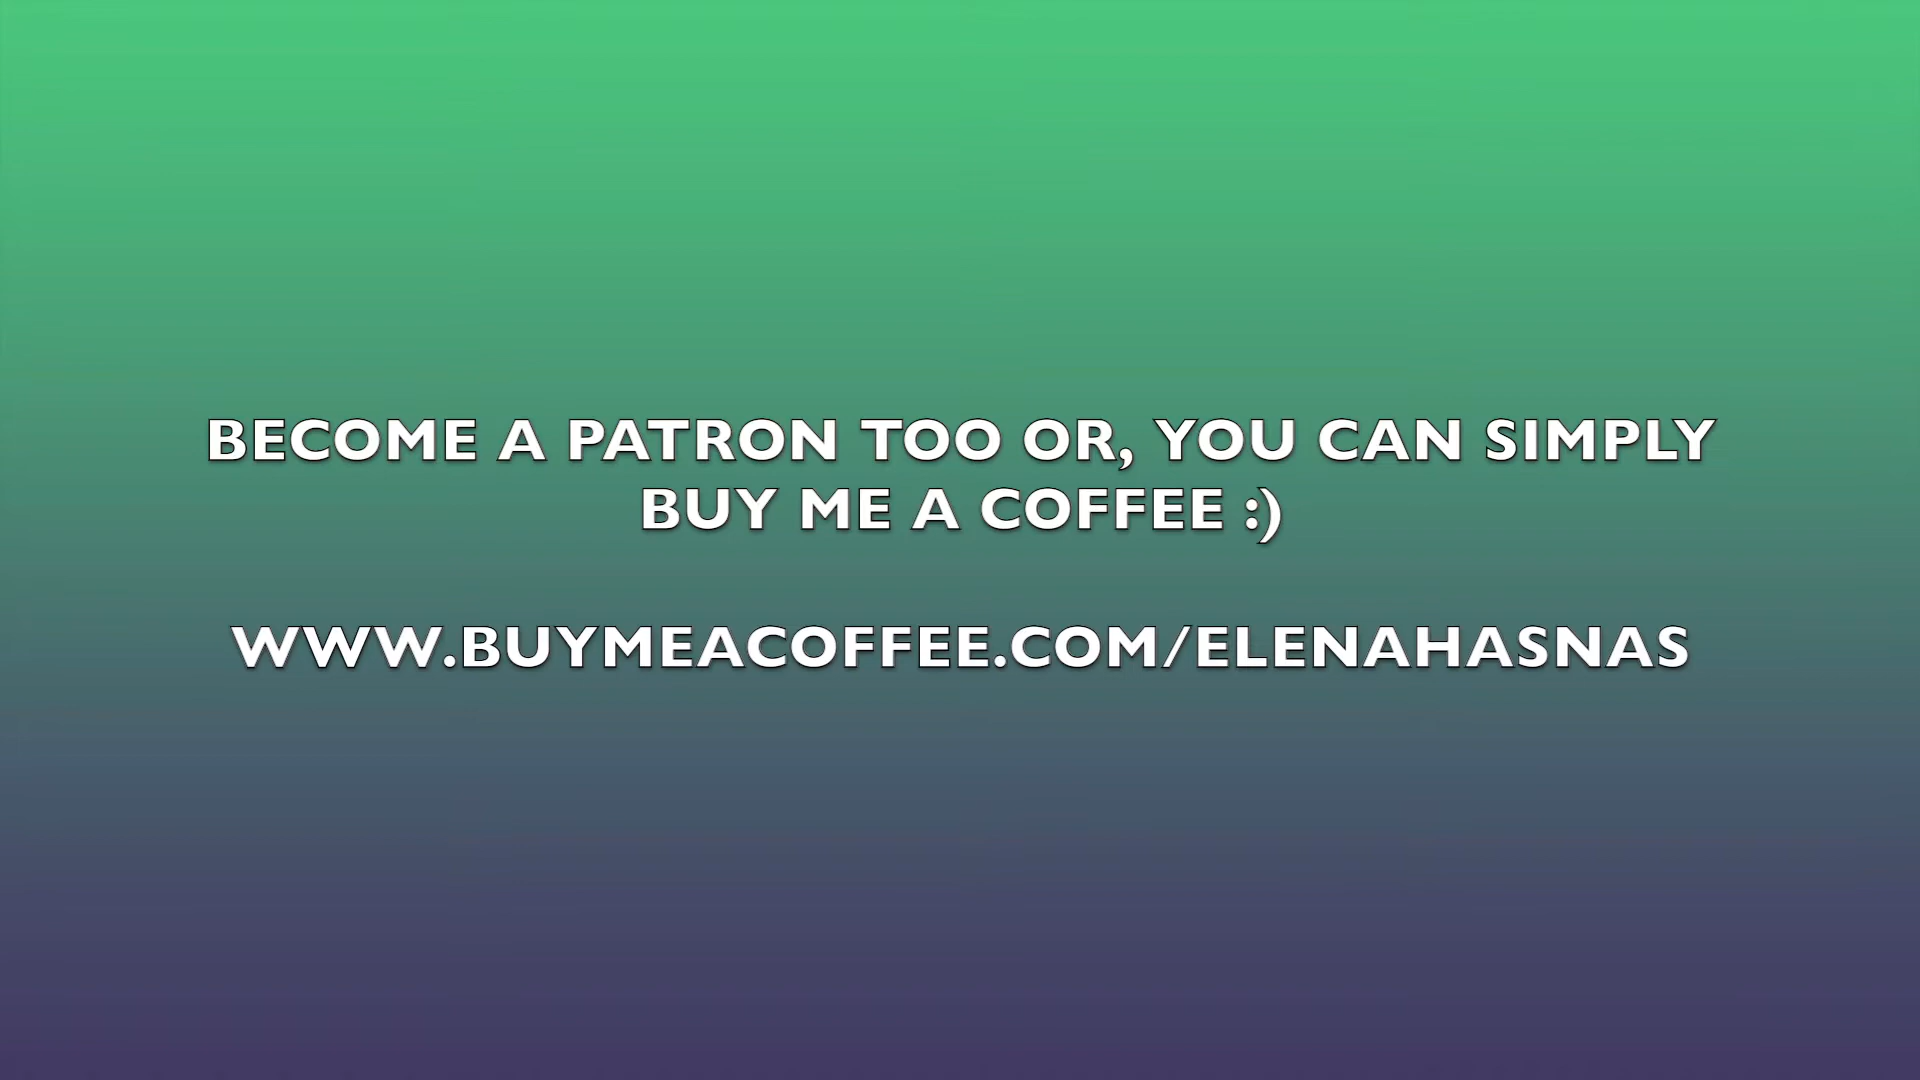 BECOME A PATRON TOO OR, YOU CAN SIMPLY
BUY ME A COFFEE :)
WWW.BUYMEACOFFEE.COM/ELENAHASNAS